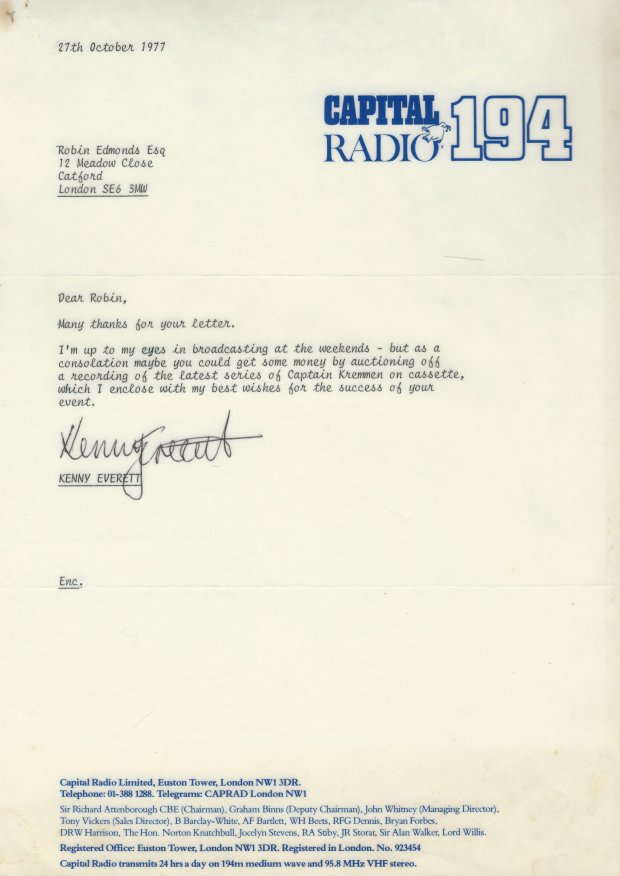 27th October 1977
CAPITAL
RADIO 194
Robin Edmonds Esq
12 Meadow Close
Catford
London SE6 3MW
Dear Robin,
Many thanks for your letter.
I'm up to my eyes in broadcasting at the weekends - but as a
consolation maybe you could get some money by auctioning off
a recording of the latest series of Captain Kremmen on cassette,
which I enclose with my best wishes for the success of your
event.
Kenny Everett
KENNY EVERETT
Enc.
Capital Radio Limited, Euston Tower, London NW1 3DR.
Telephone: 01-388 1288. Telegrams: CAPRAD London NW1
Sir Richard Attenborough CBE (Chairman), Graham Binns (Deputy Chairman), John Whitney (Managing Director),
Tony Vickers (Sales Director), B Barclay-White, AF Bartlett, WH Beets, RFG Dennis, Bryan Forbes,
DRW Harrison, The Hon. Norton Knatchbull, Jocelyn Stevens, RA Stiby, JR Storar, Sir Alan Walker, Lord Willis.
Registered Office: Euston Tower, London NW1 3DR. Registered in London. No. 923454
Capital Radio transmits 24 hrs a day on 194m medium wave and 95.8 MHz VHF stereo.